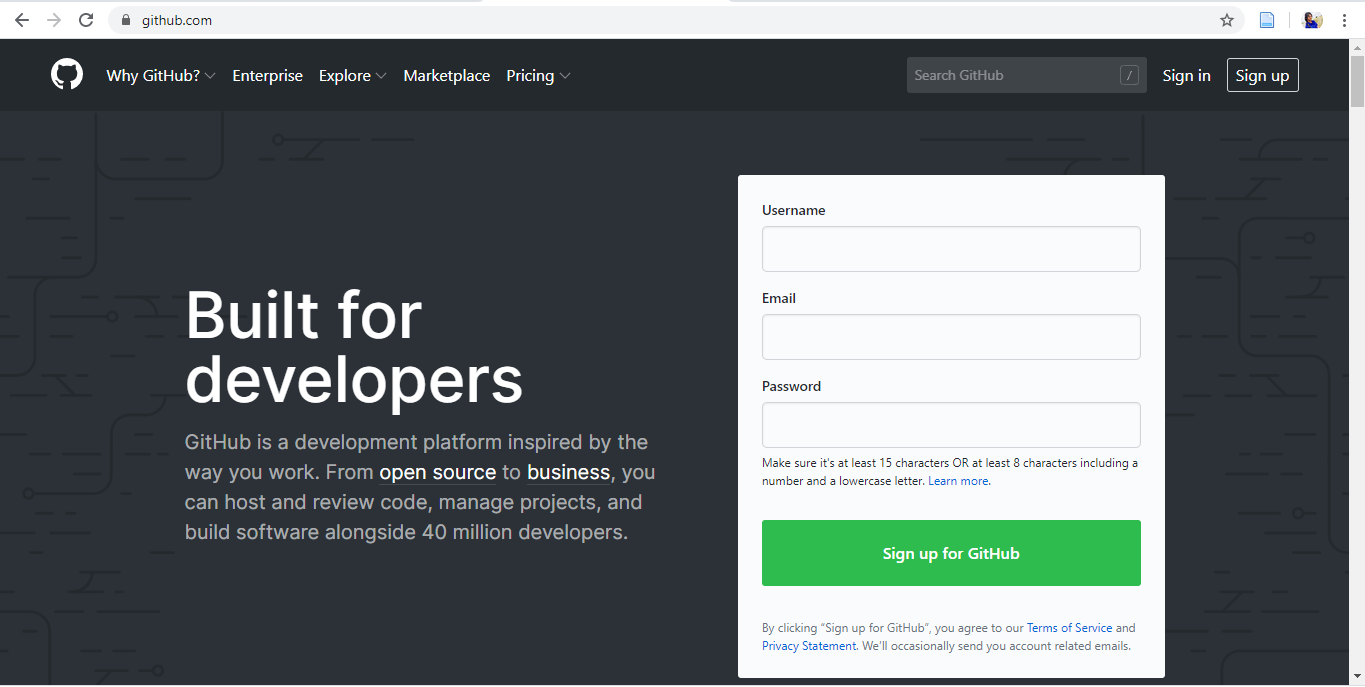 github.com
Why GitHub? Enterprise Explore Marketplace Pricing
Search GitHub /
Sign in
Sign up
Built for
developers
GitHub is a development platform inspired by the
way you work. From open source to business, you
can host and review code, manage projects, and
build software alongside 40 million developers.
Username
Email
Password
Make sure it's at least 15 characters OR at least 8 characters including a
number and a lowercase letter. Learn more.
Sign up for GitHub
By clicking “Sign up for GitHub”, you agree to our Terms of Service and
Privacy Statement. We’ll occasionally send you account related emails.